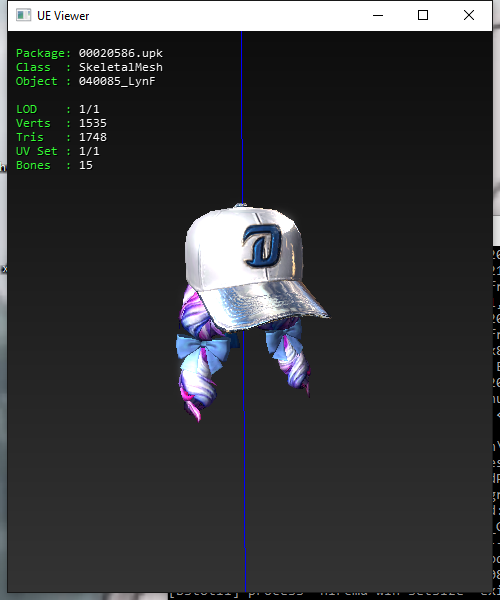 UE Viewer
Package: 00020586.upk
Class : SkeletalMesh
Object : 040085_LynF
LOD : 1/1
Verts : 1535
Tris : 1748
UV Set : 1/1
Bones : 15
D